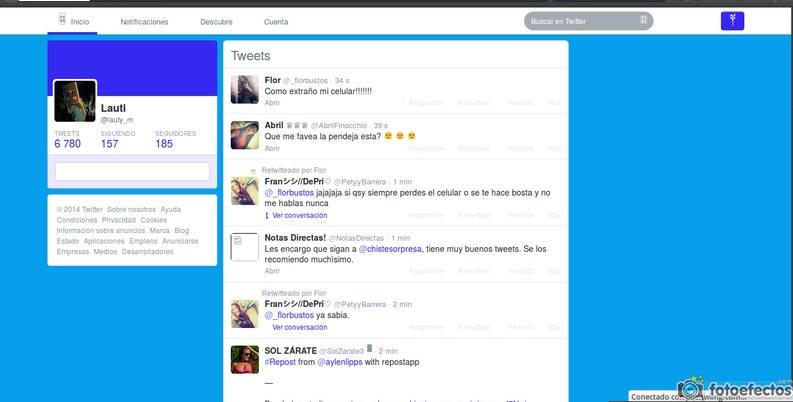 Inicio
Notificaciones
Descubre
Cuenta
Buscar en Twitter
Lauti
@lauty_m
TWEETS SIGUIENDO SEGUIDORES
6 780 157 185
© 2014 Twitter Sobre nosotros Ayuda
Condiciones Privacidad Cookies
Información sobre anuncios Marca Blog
Estado Aplicaciones Empleos Anunciarse
Empresas Medios Desarrolladores
Tweets
Flor @_florbustos · 34 s
Como extraño mi celular!!!!!!!
Abrir Responder Retwittear Favorito Más
Abril ♕♕♕ @AbrilFinocchio · 39 s
Que me favea la pendeja esta? 😕 😕 😕
Abrir Responder Retwittear Favorito Más
Retwitteado por Flor
Franシシ//DePri♡ @PetyyBarrera · 1 min
@_florbustos jajajaja si qsy siempre perdes el celular o se te hace bosta y no
me hablas nunca
Ver conversación Responder Retwittear Favorito Más
Notas Directas! @NotasDirectas · 1 min
Les encargo que sigan a @chistesorpresa, tiene muy buenos tweets. Se los
recomiendo muchìsimo.
Abrir Responder Retwittear Favorito Más
Retwitteado por Flor
Franシシ//DePri♡ @PetyyBarrera · 2 min
@_florbustos ya sabia.
Ver conversación Responder Retwittear Favorito Más
SOL ZÁRATE @SolZarate3 · 2 min
#Repost from @aylenlipps with repostapp
—
Conectado con
fotoefectos.com